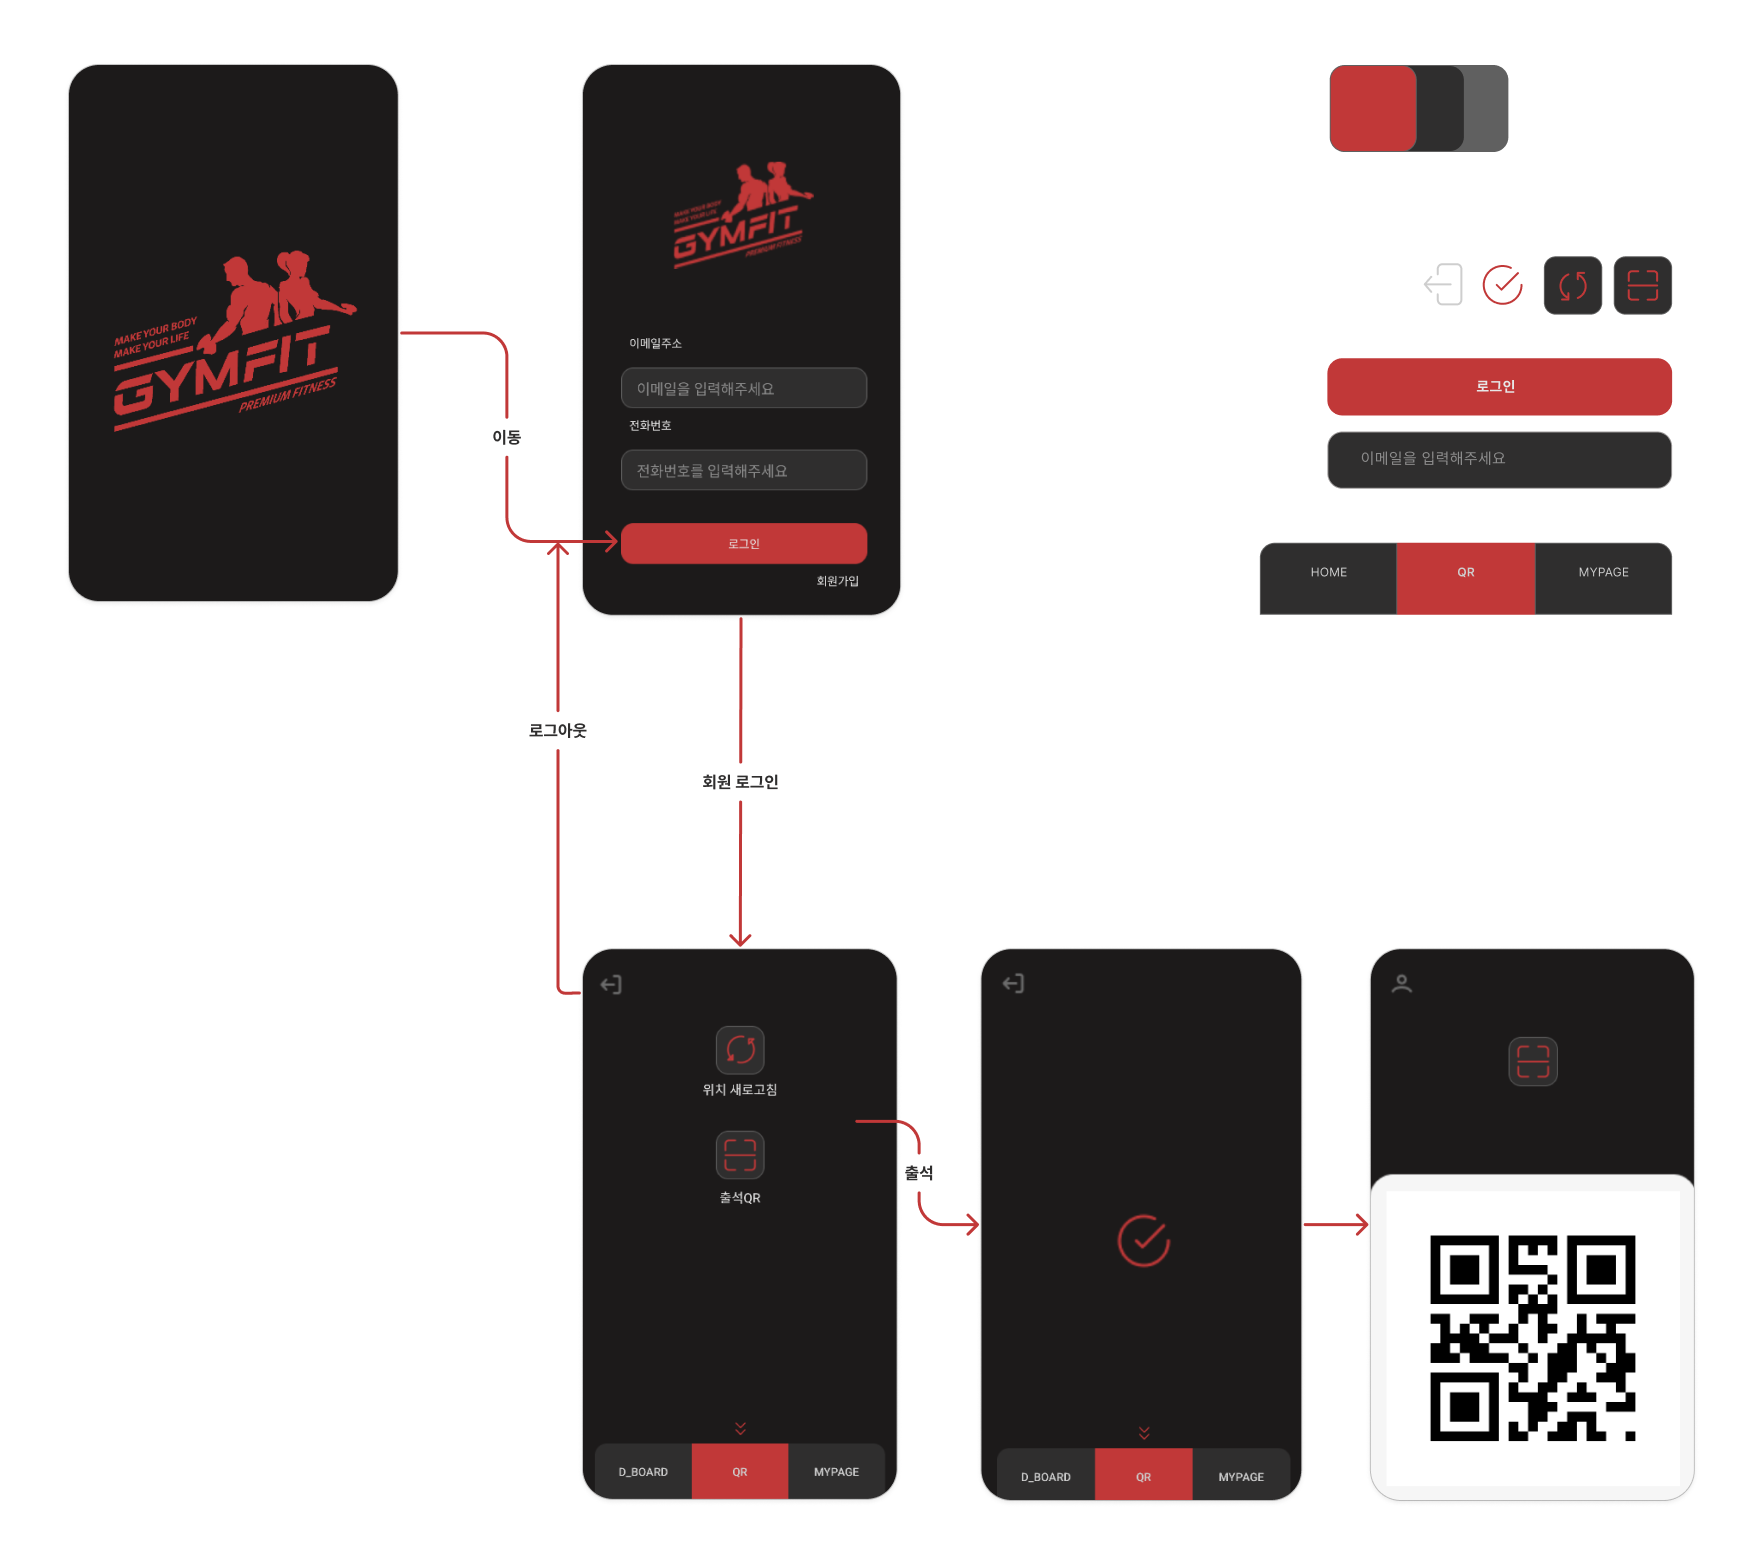 MAKE YOUR BODY
MAKE YOUR LIFE
GYMFIT
PREMIUM FITNESS
이동
MAKE YOUR BODY
MAKE YOUR LIFE
GYMFIT
PREMIUM FITNESS
이메일주소
이메일을 입력해주세요
전화번호
전화번호를 입력해주세요
로그인
회원가입
로그인
이메일을 입력해주세요
HOME
QR
MYPAGE
로그아웃
회원 로그인
위치 새로고침
출석QR
D_BOARD
QR
MYPAGE
출석
D_BOARD
QR
MYPAGE